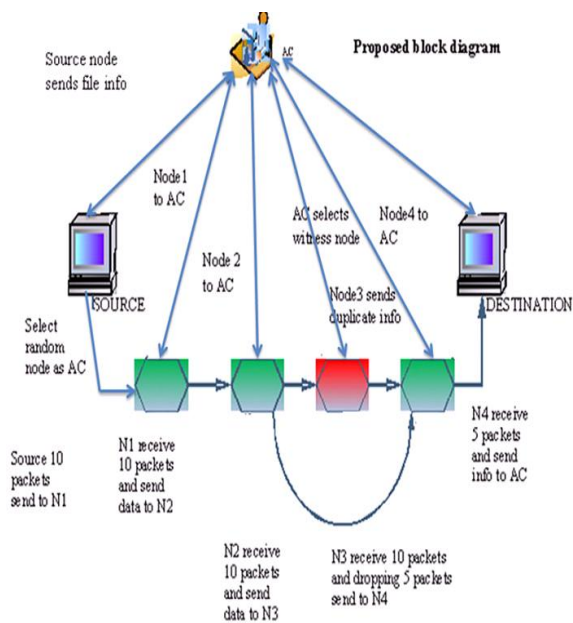 Proposed block diagram
AC
Source node
sends file info
Node1
to AC
Node 2
to AC
AC selects
witness node
Node4 to
AC
Node3 sends
duplicate info
SOURCE
DESTINATION
Select
random
node as AC
Source 10
packets
send to N1
N1 receive
10 packets
and send
data to N2
N4 receive
5 packets
and send
info to AC
N2 receive
10 packets
and send
data to N3
N3 receive 10 packets
and dropping 5 packets
send to N4